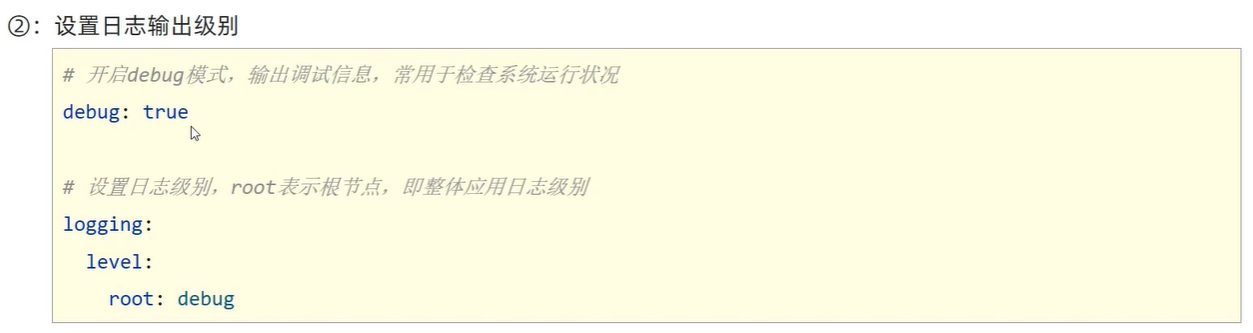 ②：设置日志输出级别
# 开启debug模式，输出调试信息，常用于检查系统运行状况
debug: true
# 设置日志级别，root表示根节点，即整体应用日志级别
logging:
  level:
    root: debug